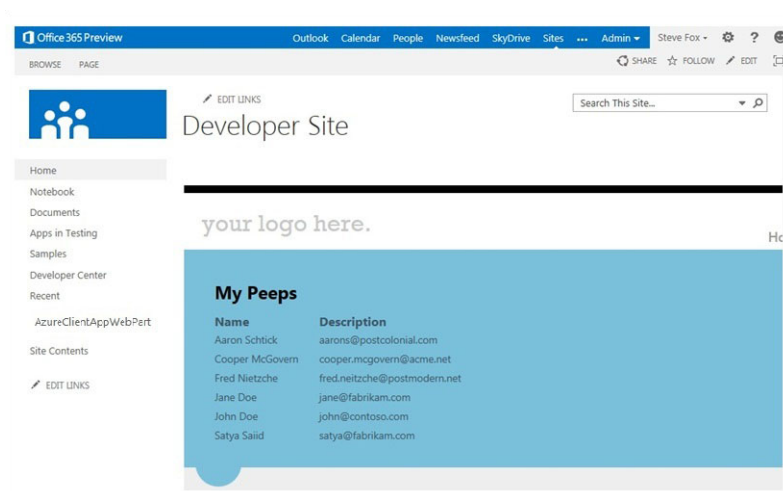 Office 365 Preview Outlook Calendar People Newsfeed SkyDrive Sites ... Admin Steve Fox ?
BROWSE PAGE SHARE FOLLOW EDIT
EDIT LINKS
Developer Site
Search This Site...
Home
Notebook
Documents
Apps in Testing
Samples
Developer Center
Recent
AzureClientAppWebPart
Site Contents
EDIT LINKS
your logo here.
My Peeps
Name Description
Aaron Schtick aarons@postcolonial.com
Cooper McGovern cooper.mcgovern@acme.net
Fred Nietzche fred.neitzche@postmodern.net
Jane Doe jane@fabrikam.com
John Doe john@contoso.com
Satya Saiid satya@fabrikam.com